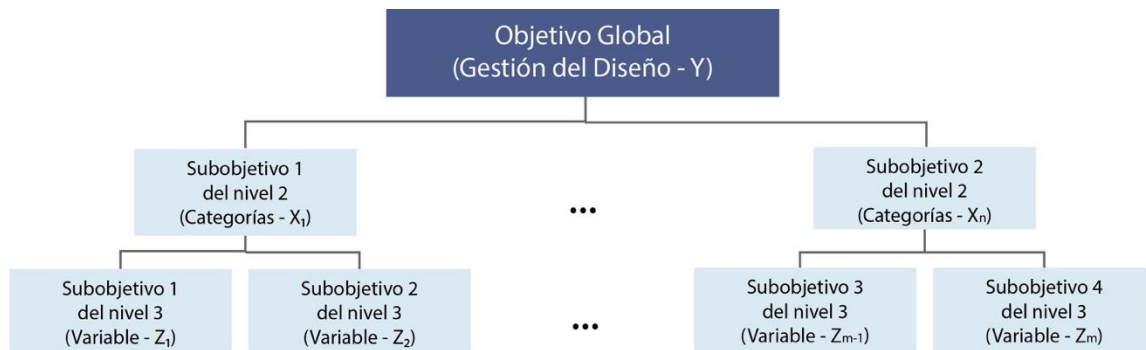 Objetivo Global
(Gestión del Diseño - Y)
Subobjetivo 1
del nivel 2
(Categorías - X₁)
...
Subobjetivo 2
del nivel 2
(Categorías - Xₙ)
Subobjetivo 1
del nivel 3
(Variable - Z₁)
Subobjetivo 2
del nivel 3
(Variable - Z₂)
...
Subobjetivo 3
del nivel 3
(Variable - Zₘ₋₁)
Subobjetivo 4
del nivel 3
(Variable - Zₘ)